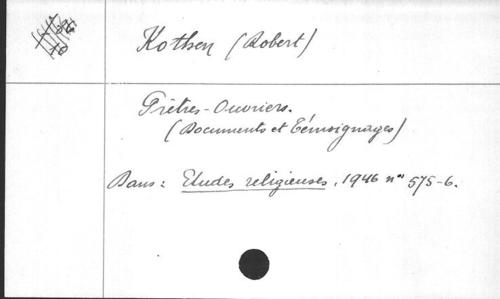 Kothen (Robert)
Prêtres-Ouvriers.
(Documents et Témoignages)
Dans: Etudes religieuses, 1946 nos 575-6.